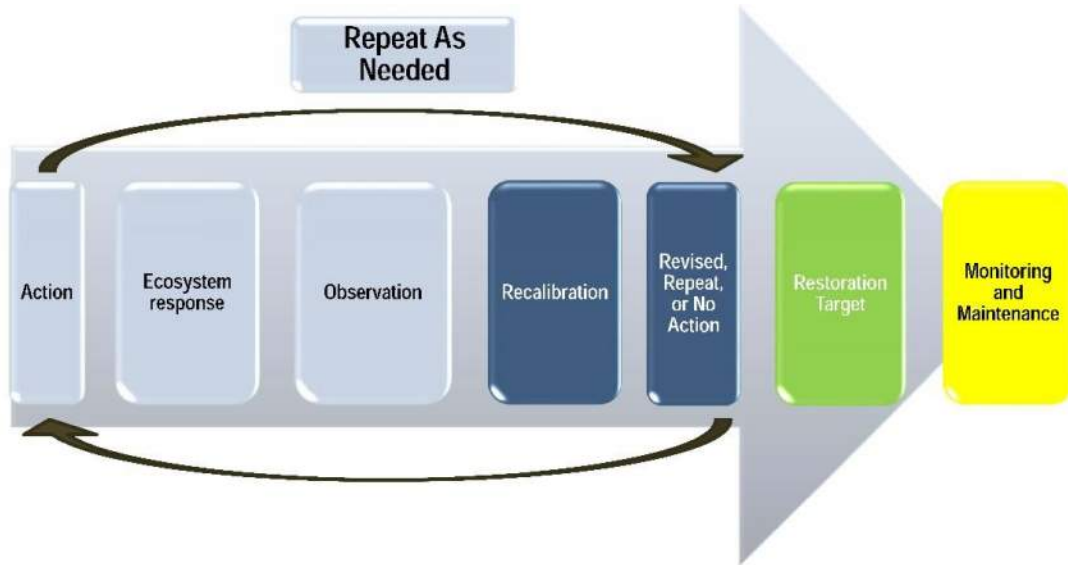 Repeat As
Needed
Action
Ecosystem
response
Observation
Recalibration
Revised,
Repeat,
or No
Action
Restoration
Target
Monitoring
and
Maintenance